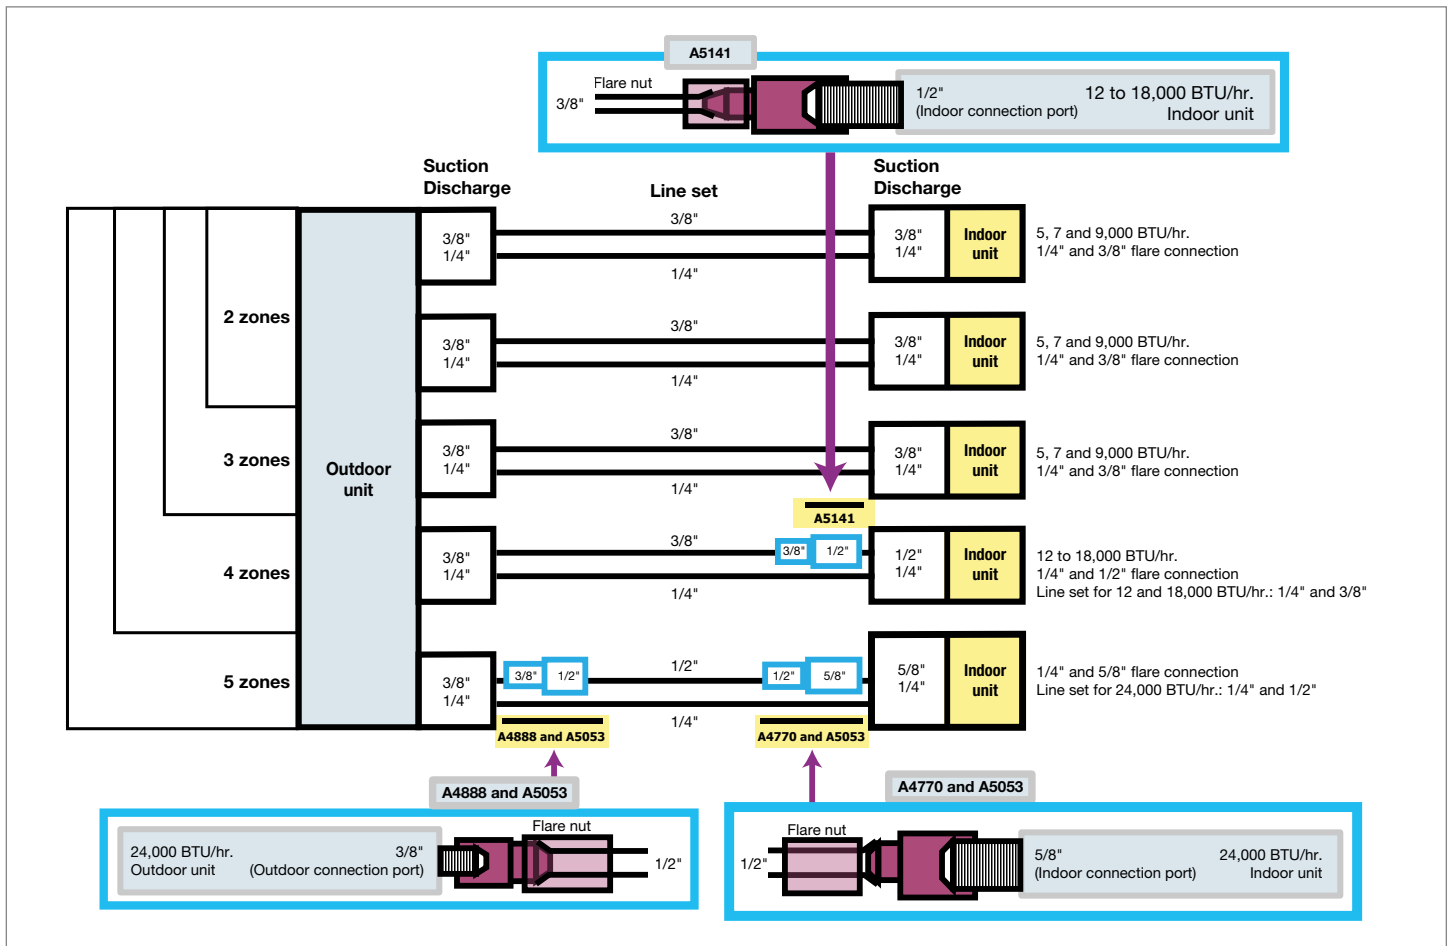 A5141
Flare nut
3/8"
1/2"
(Indoor connection port)
12 to 18,000 BTU/hr.
Indoor unit
Suction
Discharge
Line set
Suction
Discharge
2 zones
3 zones
4 zones
5 zones
Outdoor
unit
3/8"
1/4"
3/8"
1/4"
3/8"
1/4"
Indoor
unit
5, 7 and 9,000 BTU/hr.
1/4" and 3/8" flare connection
3/8"
1/4"
3/8"
1/4"
3/8"
1/4"
Indoor
unit
5, 7 and 9,000 BTU/hr.
1/4" and 3/8" flare connection
3/8"
1/4"
3/8"
1/4"
3/8"
1/4"
Indoor
unit
5, 7 and 9,000 BTU/hr.
1/4" and 3/8" flare connection
A5141
3/8"
1/4"
3/8"
1/4"
3/8"
1/2"
1/2"
1/4"
Indoor
unit
12 to 18,000 BTU/hr.
1/4" and 1/2" flare connection
Line set for 12 and 18,000 BTU/hr.: 1/4" and 3/8"
3/8"
1/4"
3/8"
1/2"
1/2"
1/4"
1/2"
5/8"
5/8"
1/4"
Indoor
unit
1/4" and 5/8" flare connection
Line set for 24,000 BTU/hr.: 1/4" and 1/2"
A4888 and A5053
A4770 and A5053
A4888 and A5053
24,000 BTU/hr.
Outdoor unit
3/8"
(Outdoor connection port)
Flare nut
1/2"
A4770 and A5053
Flare nut
1/2"
5/8"
(Indoor connection port)
24,000 BTU/hr.
Indoor unit